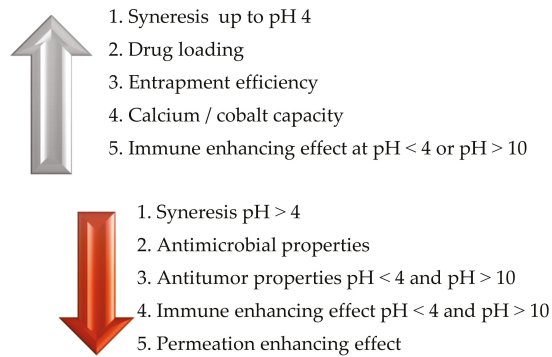 1. Syneresis up to pH 4
2. Drug loading
3. Entrapment efficiency
4. Calcium / cobalt capacity
5. Immune enhancing effect at pH < 4 or pH > 10
1. Syneresis pH > 4
2. Antimicrobial properties
3. Antitumor properties pH < 4 and pH > 10
4. Immune enhancing effect pH < 4 and pH > 10
5. Permeation enhancing effect